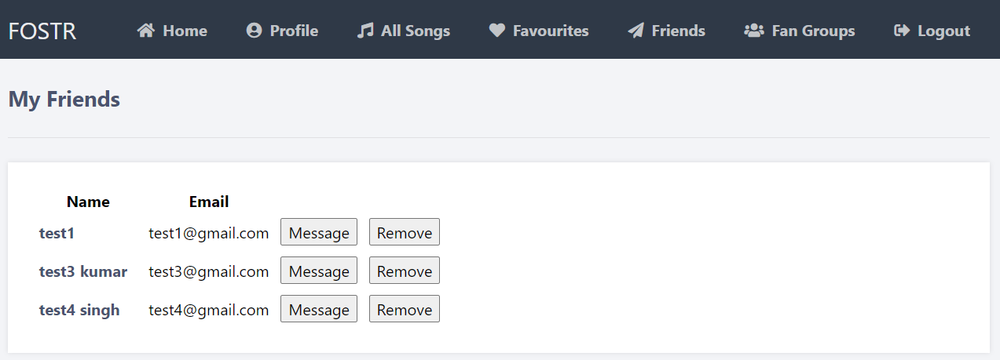 FOSTR Home Profile All Songs Favourites Friends Fan Groups Logout
My Friends
Name Email
test1 test1@gmail.com Message Remove
test3 kumar test3@gmail.com Message Remove
test4 singh test4@gmail.com Message Remove